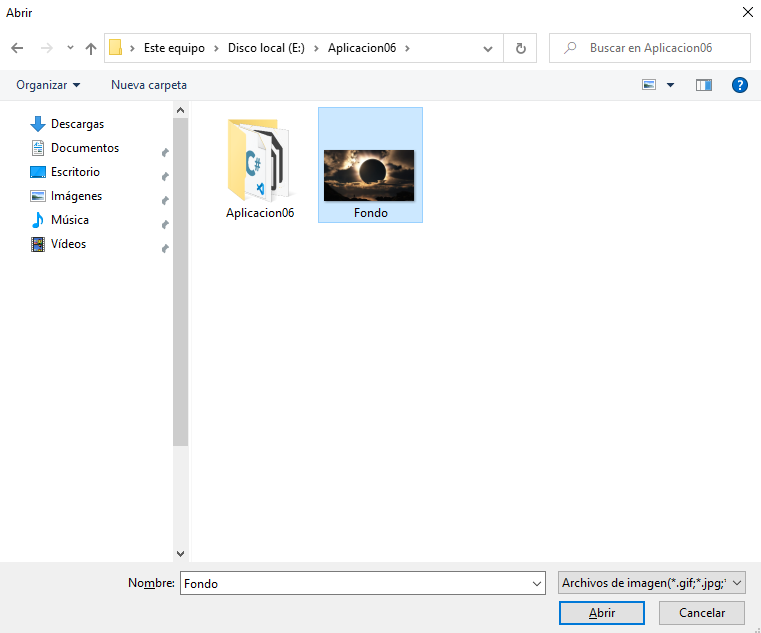 Abrir
Este equipo > Disco local (E:) > Aplicacion06 >
Buscar en Aplicacion06
Organizar
Nueva carpeta
?
Descargas
Documentos
Escritorio
Imágenes
Música
Vídeos
C#
Aplicacion06
Fondo
Nombre: Fondo
Archivos de imagen(*.gif;*.jpg;*
Abrir
Cancelar